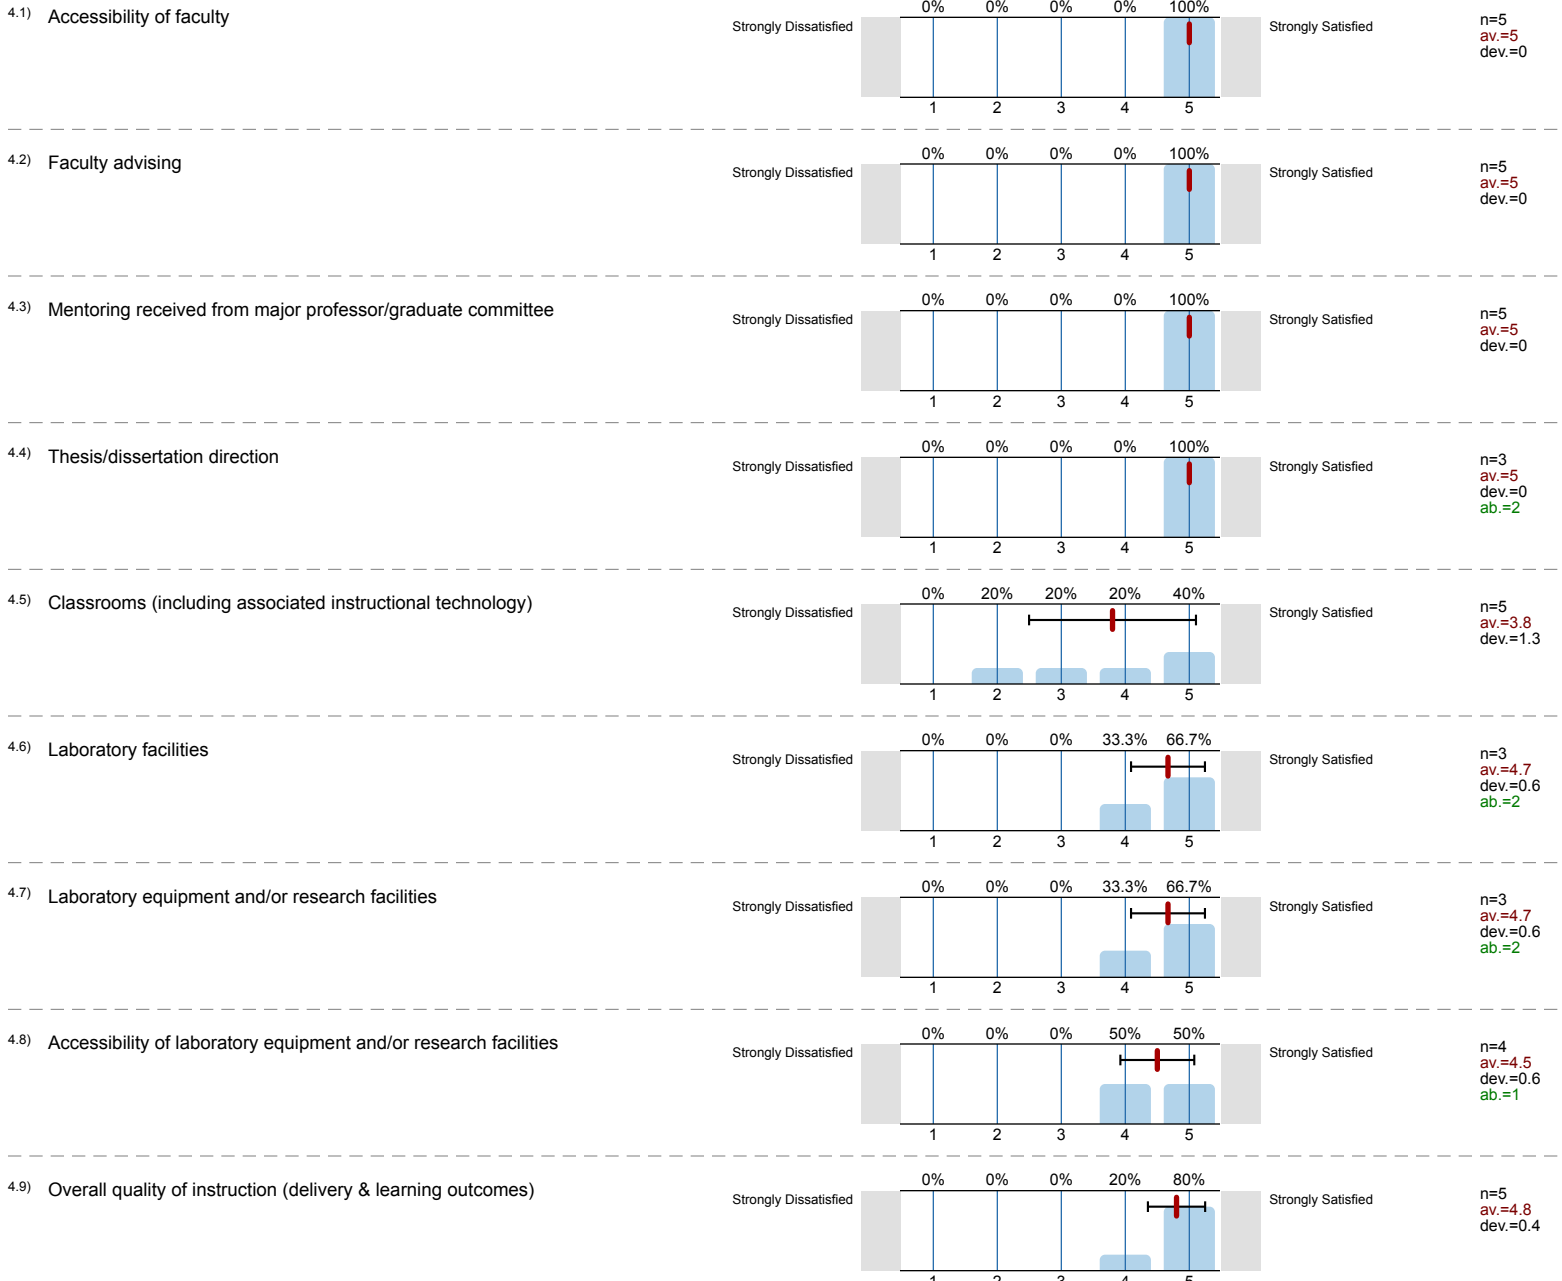 4.1) Accessibility of faculty
0% 0% 0% 0% 100%
Strongly Dissatisfied Strongly Satisfied
n=5
av.=5
dev.=0
1 2 3 4 5
4.2) Faculty advising
0% 0% 0% 0% 100%
Strongly Dissatisfied Strongly Satisfied
n=5
av.=5
dev.=0
1 2 3 4 5
4.3) Mentoring received from major professor/graduate committee
0% 0% 0% 0% 100%
Strongly Dissatisfied Strongly Satisfied
n=5
av.=5
dev.=0
1 2 3 4 5
4.4) Thesis/dissertation direction
0% 0% 0% 0% 100%
Strongly Dissatisfied Strongly Satisfied
n=3
av.=5
dev.=0
ab.=2
1 2 3 4 5
4.5) Classrooms (including associated instructional technology)
0% 20% 20% 20% 40%
Strongly Dissatisfied Strongly Satisfied
n=5
av.=3.8
dev.=1.3
1 2 3 4 5
4.6) Laboratory facilities
0% 0% 0% 33.3% 66.7%
Strongly Dissatisfied Strongly Satisfied
n=3
av.=4.7
dev.=0.6
ab.=2
1 2 3 4 5
4.7) Laboratory equipment and/or research facilities
0% 0% 0% 33.3% 66.7%
Strongly Dissatisfied Strongly Satisfied
n=3
av.=4.7
dev.=0.6
ab.=2
1 2 3 4 5
4.8) Accessibility of laboratory equipment and/or research facilities
0% 0% 0% 50% 50%
Strongly Dissatisfied Strongly Satisfied
n=4
av.=4.5
dev.=0.6
ab.=1
1 2 3 4 5
4.9) Overall quality of instruction (delivery & learning outcomes)
0% 0% 0% 20% 80%
Strongly Dissatisfied Strongly Satisfied
n=5
av.=4.8
dev.=0.4
1 2 3 4 5